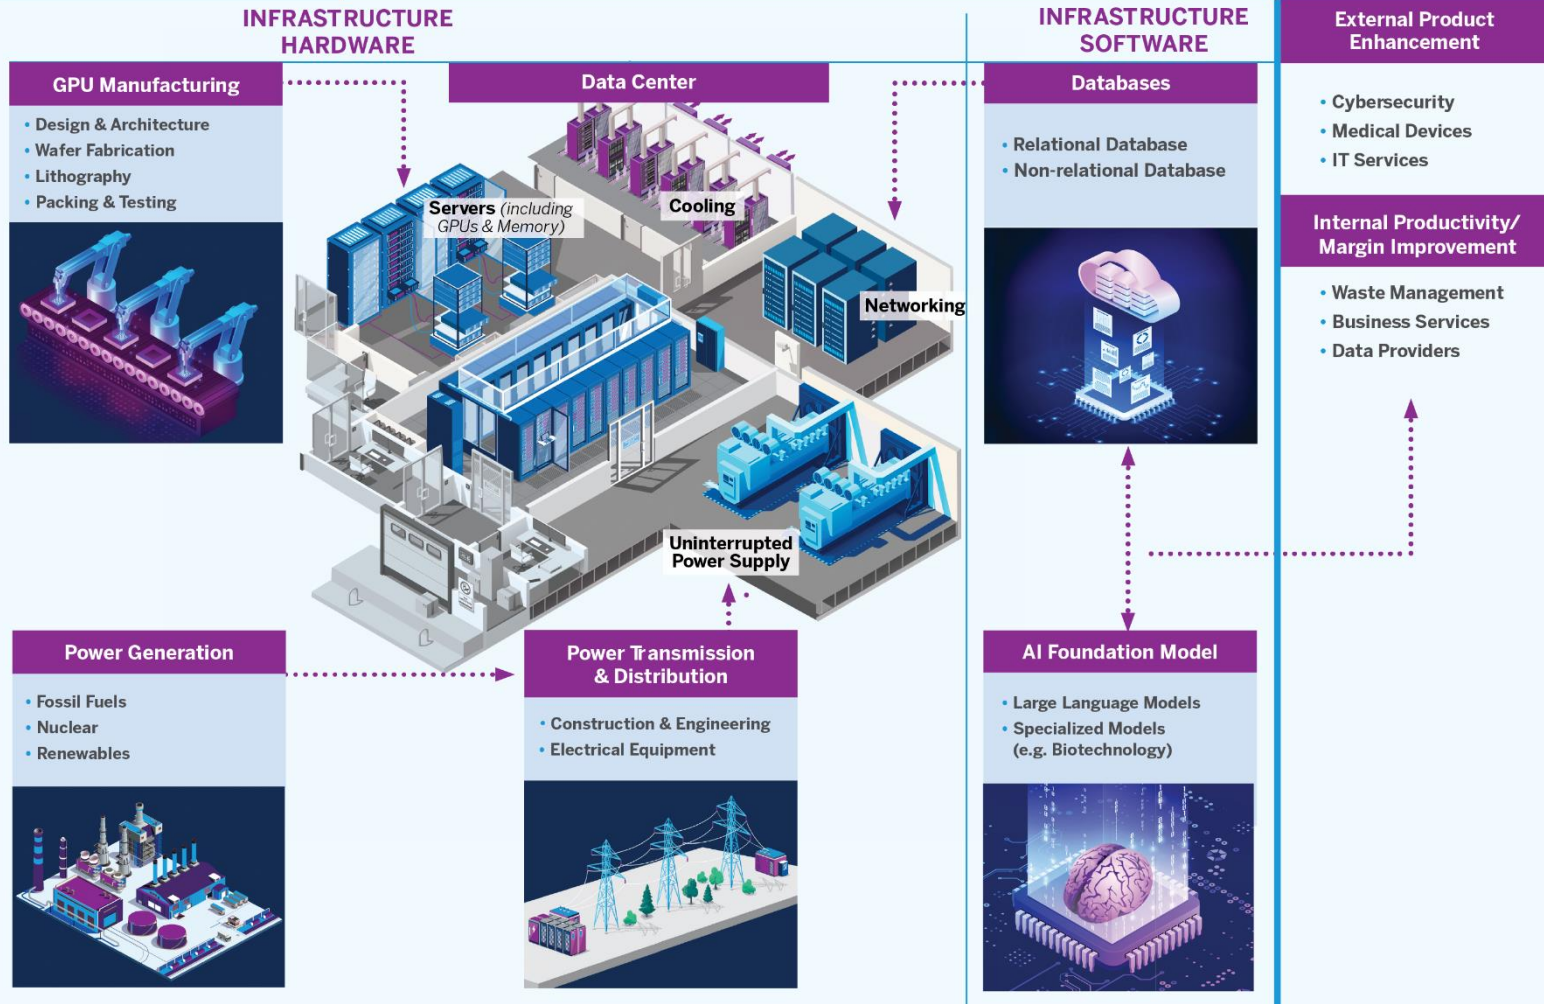 INFRASTRUCTURE
HARDWARE
INFRASTRUCTURE
SOFTWARE
GPU Manufacturing
• Design & Architecture
• Wafer Fabrication
• Lithography
• Packing & Testing
Data Center
Servers (including
GPUs & Memory)
Cooling
Networking
Uninterrupted
Power Supply
Power Generation
• Fossil Fuels
• Nuclear
• Renewables
Power Transmission
& Distribution
• Construction & Engineering
• Electrical Equipment
Databases
• Relational Database
• Non-relational Database
AI Foundation Model
• Large Language Models
• Specialized Models
(e.g. Biotechnology)
External Product
Enhancement
• Cybersecurity
• Medical Devices
• IT Services
Internal Productivity/
Margin Improvement
• Waste Management
• Business Services
• Data Providers